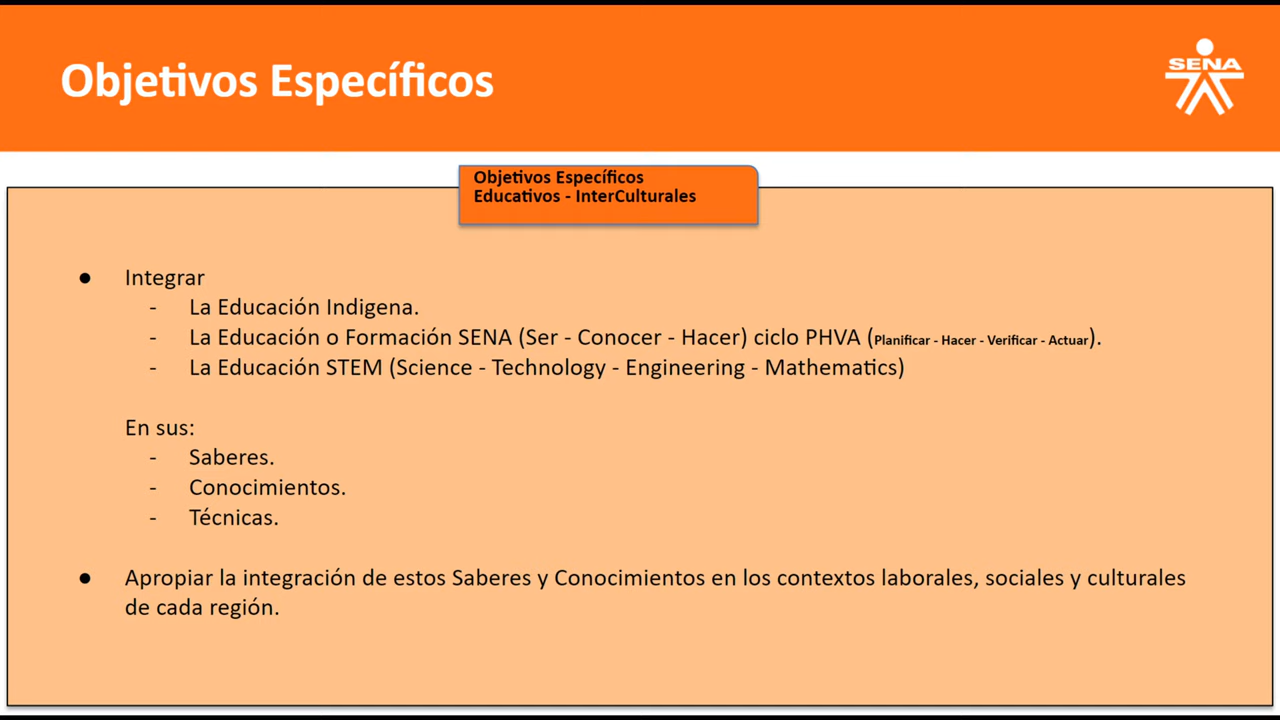 Objetivos Específicos
SENA
Objetivos Específicos
Educativos - InterCulturales
● Integrar
- La Educación Indigena.
- La Educación o Formación SENA (Ser - Conocer - Hacer) ciclo PHVA (Planificar - Hacer - Verificar - Actuar).
- La Educación STEM (Science - Technology - Engineering - Mathematics)
En sus:
- Saberes.
- Conocimientos.
- Técnicas.
● Apropiar la integración de estos Saberes y Conocimientos en los contextos laborales, sociales y culturales
de cada región.